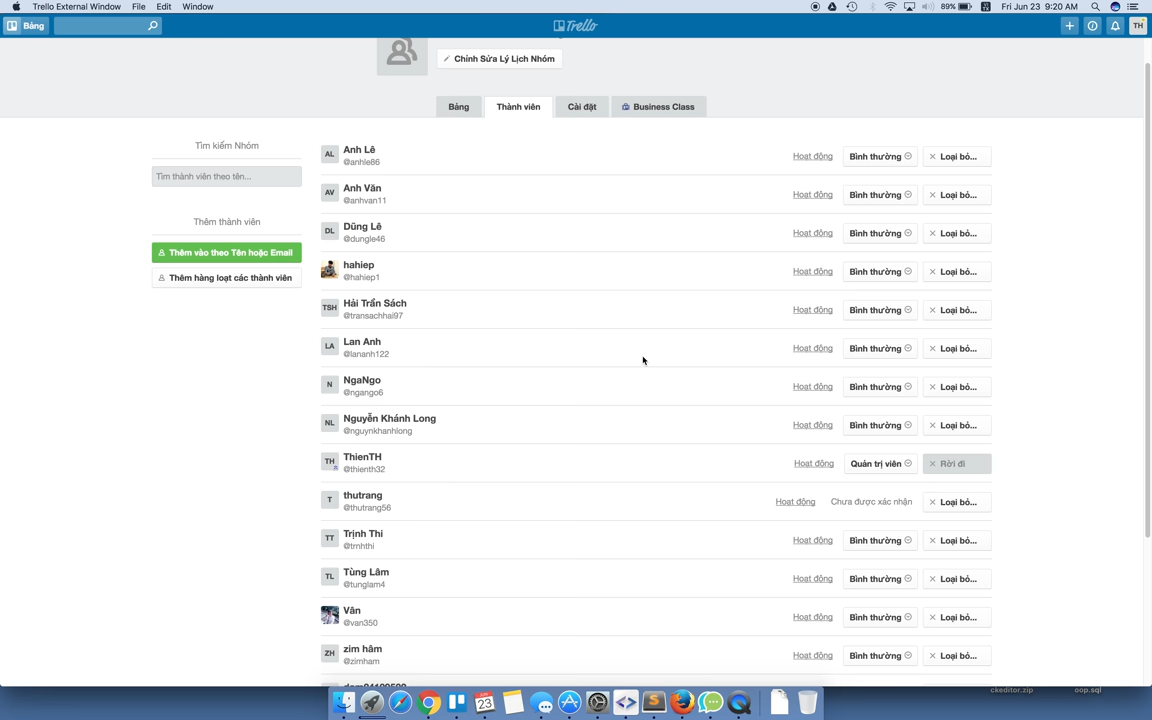 Trello External Window File Edit Window 89% Fri Jun 23 9:20 AM
Bảng Trello TH
Chỉnh Sửa Lý Lịch Nhóm
Bảng Thành viên Cài đặt Business Class
Tìm kiếm Nhóm
Tìm thành viên theo tên...
Thêm thành viên
Thêm vào theo Tên hoặc Email
Thêm hàng loạt các thành viên
AL Anh Lê Hoạt động Bình thường Loại bỏ...
@anhle86
AV Anh Văn Hoạt động Bình thường Loại bỏ...
@anhvan11
DL Dũng Lê Hoạt động Bình thường Loại bỏ...
@dungle46
hahiep Hoạt động Bình thường Loại bỏ...
@hahiep1
TSH Hải Trần Sách Hoạt động Bình thường Loại bỏ...
@transachhai97
LA Lan Anh Hoạt động Bình thường Loại bỏ...
@lananh122
N NgaNgo Hoạt động Bình thường Loại bỏ...
@ngango6
NL Nguyễn Khánh Long Hoạt động Bình thường Loại bỏ...
@nguynkhanhlong
TH ThienTH Hoạt động Quản trị viên Rời đi
@thienth32
T thutrang Hoạt động Chưa được xác nhận Loại bỏ...
@thutrang56
TT Trịnh Thi Hoạt động Bình thường Loại bỏ...
@trnhthi
TL Tùng Lâm Hoạt động Bình thường Loại bỏ...
@tunglam4
Vân Hoạt động Bình thường Loại bỏ...
@van350
ZH zim hâm Hoạt động Bình thường Loại bỏ...
@zimham
ckeditor.zip oop.sql
JUN
23